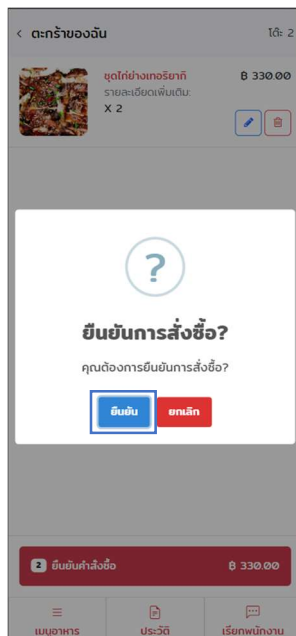 < ตะกร้าของฉัน
โต๊ะ 2
ชุดไก่ย่างเทอริยากิ
฿ 330.00
รายละเอียดเพิ่มเติม:
X 2
?
ยืนยันการสั่งซื้อ?
คุณต้องการยืนยันการสั่งซื้อ?
ยืนยัน
ยกเลิก
2 ยืนยันคำสั่งซื้อ
฿ 330.00
เมนูอาหาร
ประวัติ
เรียกพนักงาน